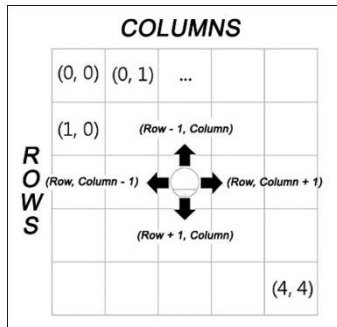 COLUMNS
(0, 0) (0, 1) ...
(1, 0) (Row - 1, Column)
ROWS
(Row, Column - 1) (Row, Column + 1)
(Row + 1, Column)
(4, 4)